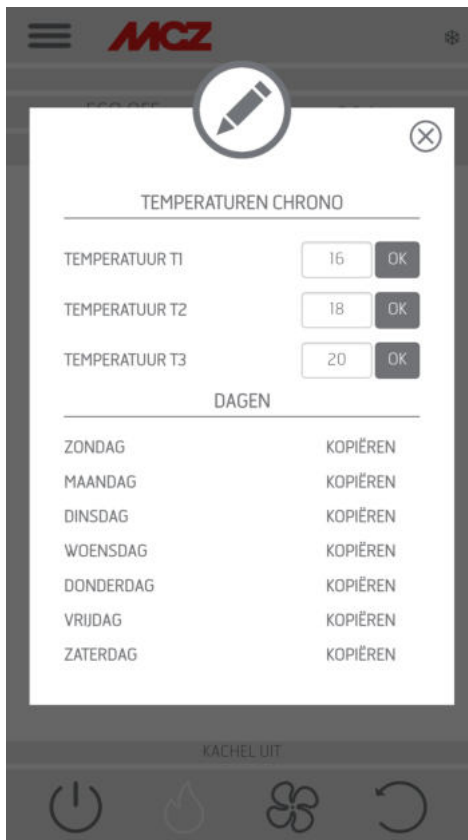 MCZ
TEMPERATUREN CHRONO
TEMPERATUUR T1 16 OK
TEMPERATUUR T2 18 OK
TEMPERATUUR T3 20 OK
DAGEN
ZONDAG KOPIËREN
MAANDAG KOPIËREN
DINSDAG KOPIËREN
WOENSDAG KOPIËREN
DONDERDAG KOPIËREN
VRIJDAG KOPIËREN
ZATERDAG KOPIËREN
KACHEL UIT